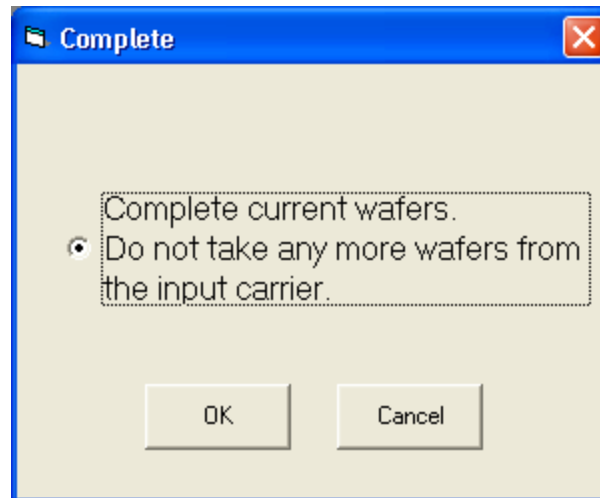 Complete
Complete current wafers.
Do not take any more wafers from
the input carrier.
OK
Cancel